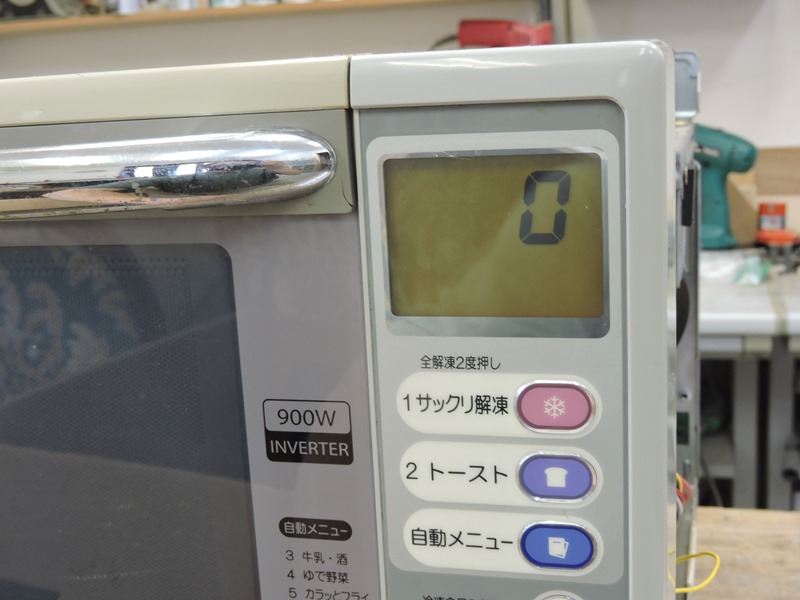 0
全解凍2度押し
1サックリ解凍
2 トースト
自動メニュー
900W
INVERTER
自動メニュー
3 牛乳・酒
4 ゆで野菜
5 カラッとフライ